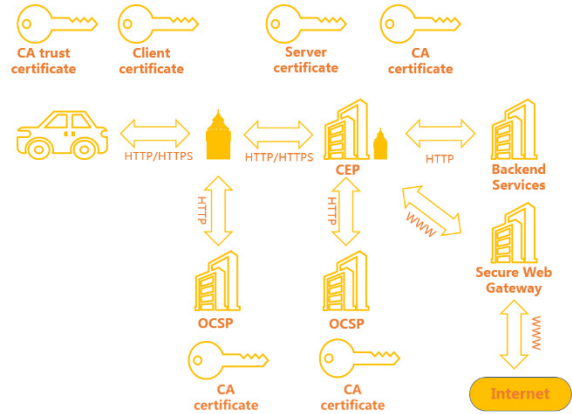 CA trust
certificate
Client
certificate
Server
certificate
CA
certificate
HTTP/HTTPS
HTTP/HTTPS
CEP
HTTP
Backend
Services
HTTP
HTTP
WWW
Secure Web
Gateway
OCSP
OCSP
WWW
CA
certificate
CA
certificate
Internet